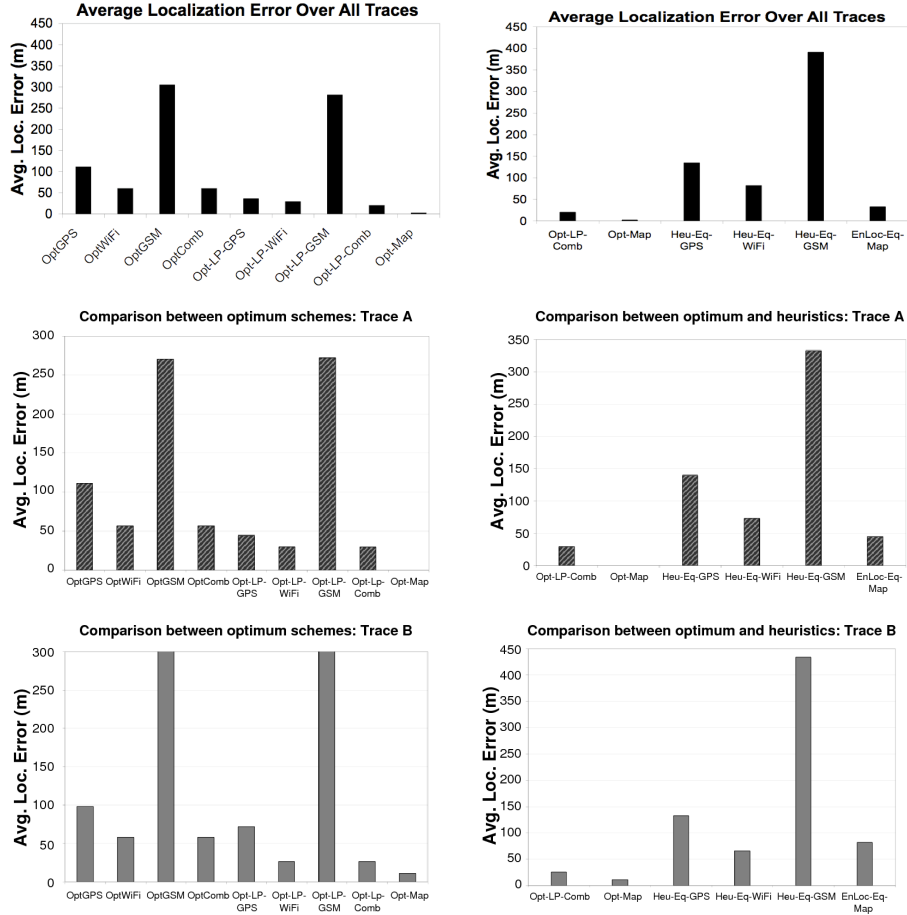 Average Localization Error Over All Traces
Avg. Loc. Error (m)
450
400
350
300
250
200
150
100
50
0
OptGPS
OptWiFi
OptGSM
OptComb
Opt-LP-GPS
Opt-LP-WiFi
Opt-LP-GSM
Opt-LP-Comb
Opt-Map
Average Localization Error Over All Traces
Avg. Loc. Error (m)
450
400
350
300
250
200
150
100
50
0
Opt-LP-
Comb
Opt-Map
Heu-Eq-
GPS
Heu-Eq-
WiFi
Heu-Eq-
GSM
EnLoc-Eq-
Map
Comparison between optimum schemes: Trace A
Avg. Loc. Error (m)
300
250
200
150
100
50
0
OptGPS
OptWiFi
OptGSM
OptComb
Opt-LP-
GPS
Opt-LP-
WiFi
Opt-LP-
GSM
Opt-Lp-
Comb
Opt-Map
Comparison between optimum and heuristics: Trace A
Avg. Loc. Error (m)
350
300
250
200
150
100
50
0
Opt-LP-Comb
Opt-Map
Heu-Eq-GPS
Heu-Eq-WiFi
Heu-Eq-GSM
EnLoc-Eq-
Map
Comparison between optimum schemes: Trace B
Avg. Loc. Error (m)
300
250
200
150
100
50
0
OptGPS
OptWiFi
OptGSM
OptComb
Opt-LP-
GPS
Opt-LP-
WiFi
Opt-LP-
GSM
Opt-Lp-
Comb
Opt-Map
Comparison between optimum and heuristics: Trace B
Avg. Loc. Error (m)
450
400
350
300
250
200
150
100
50
0
Opt-LP-Comb
Opt-Map
Heu-Eq-GPS
Heu-Eq-WiFi
Heu-Eq-GSM
EnLoc-Eq-
Map